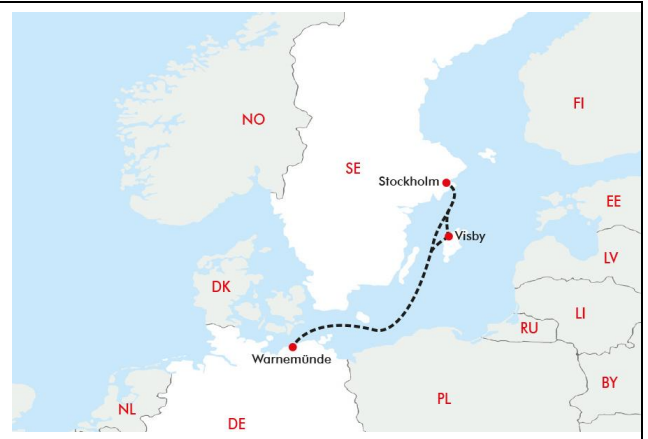 FI
NO
SE
Stockholm
EE
Visby
LV
DK
LI
RU
Warnemünde
BY
PL
NL
DE